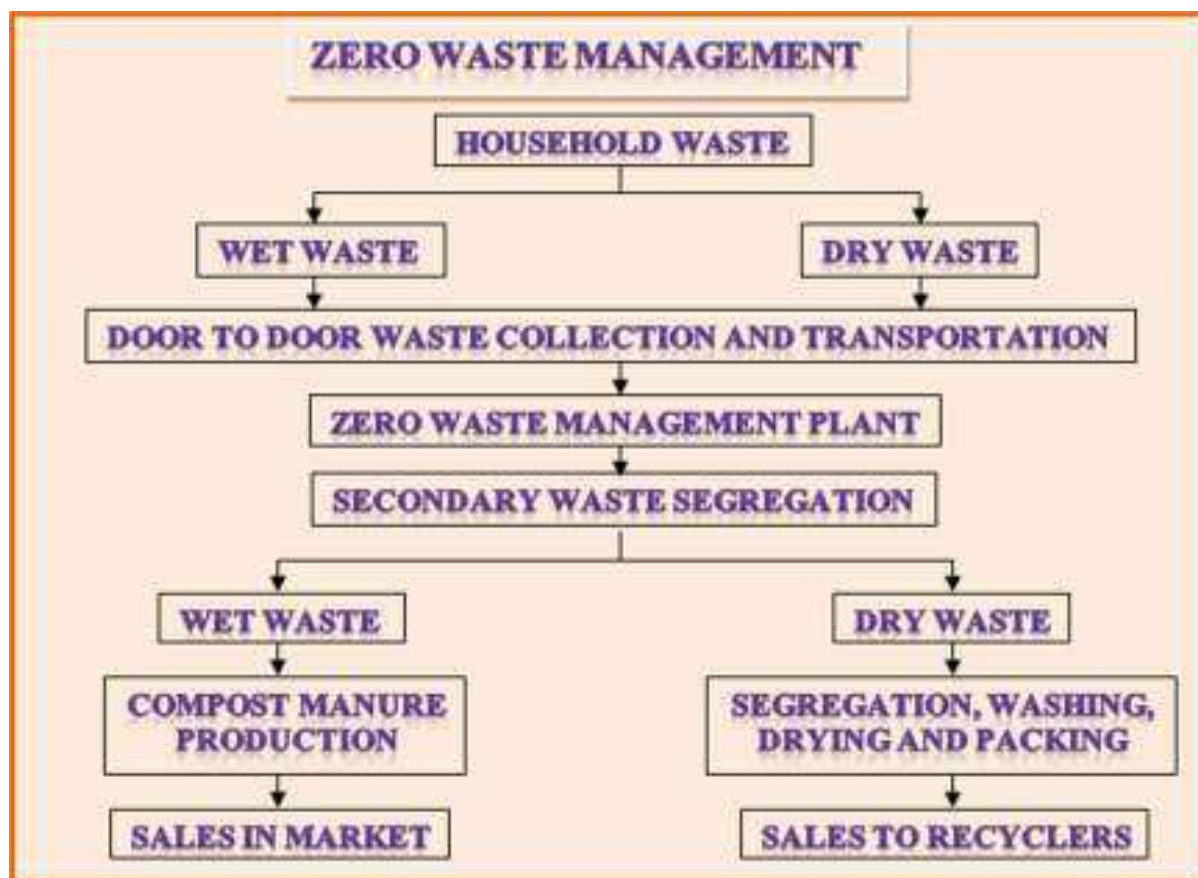 ZERO WASTE MANAGEMENT
HOUSEHOLD WASTE
WET WASTE
DRY WASTE
DOOR TO DOOR WASTE COLLECTION AND TRANSPORTATION
ZERO WASTE MANAGEMENT PLANT
SECONDARY WASTE SEGREGATION
WET WASTE
DRY WASTE
COMPOST MANURE
PRODUCTION
SEGREGATION, WASHING,
DRYING AND PACKING
SALES IN MARKET
SALES TO RECYCLERS